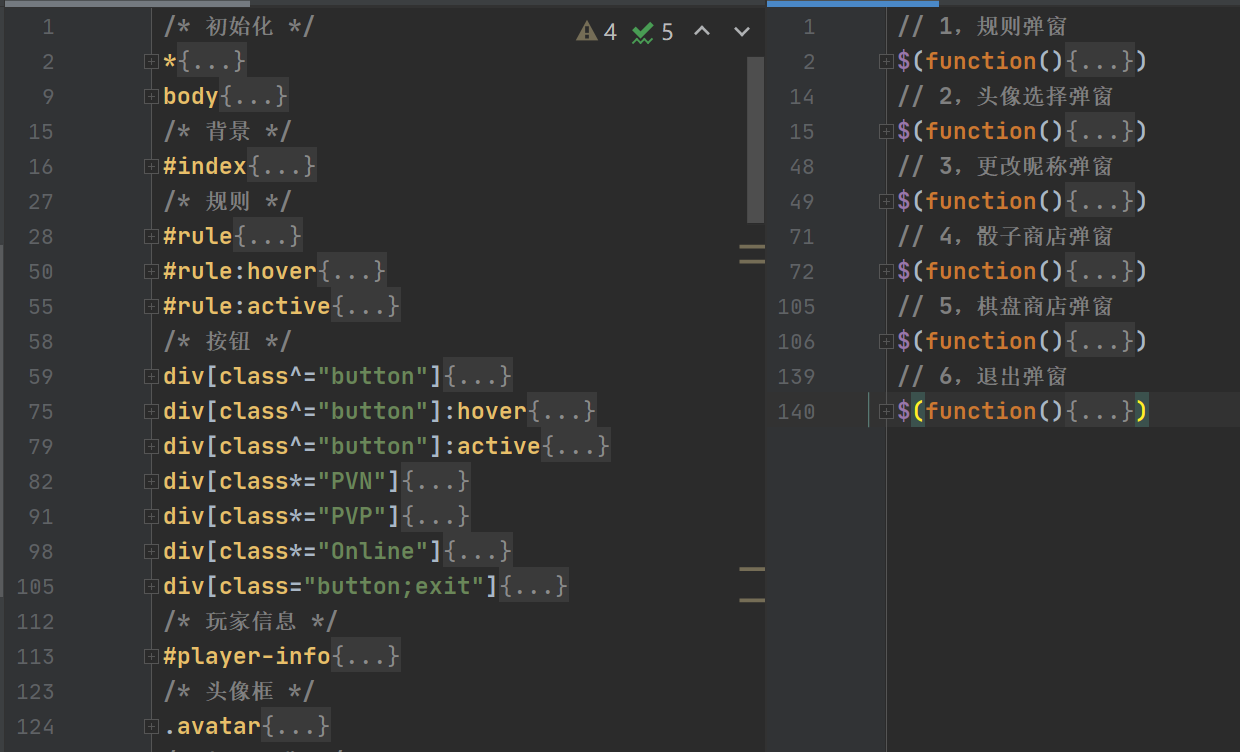 4 5
1 /* 初始化 */
2 *{...}
9 body{...}
15 /* 背景 */
16 #index{...}
27 /* 规则 */
28 #rule{...}
50 #rule:hover{...}
55 #rule:active{...}
58 /* 按钮 */
59 div[class^="button"]{...}
75 div[class^="button"]:hover{...}
79 div[class^="button"]:active{...}
82 div[class*="PVN"]{...}
91 div[class*="PVP"]{...}
98 div[class*="Online"]{...}
105 div[class="button;exit"]{...}
112 /* 玩家信息 */
113 #player-info{...}
123 /* 头像框 */
124 .avatar{...}
1 // 1，规则弹窗
2 $(function(){...})
14 // 2，头像选择弹窗
15 $(function(){...})
48 // 3，更改昵称弹窗
49 $(function(){...})
71 // 4，骰子商店弹窗
72 $(function(){...})
105 // 5，棋盘商店弹窗
106 $(function(){...})
139 // 6，退出弹窗
140 $(function(){...})